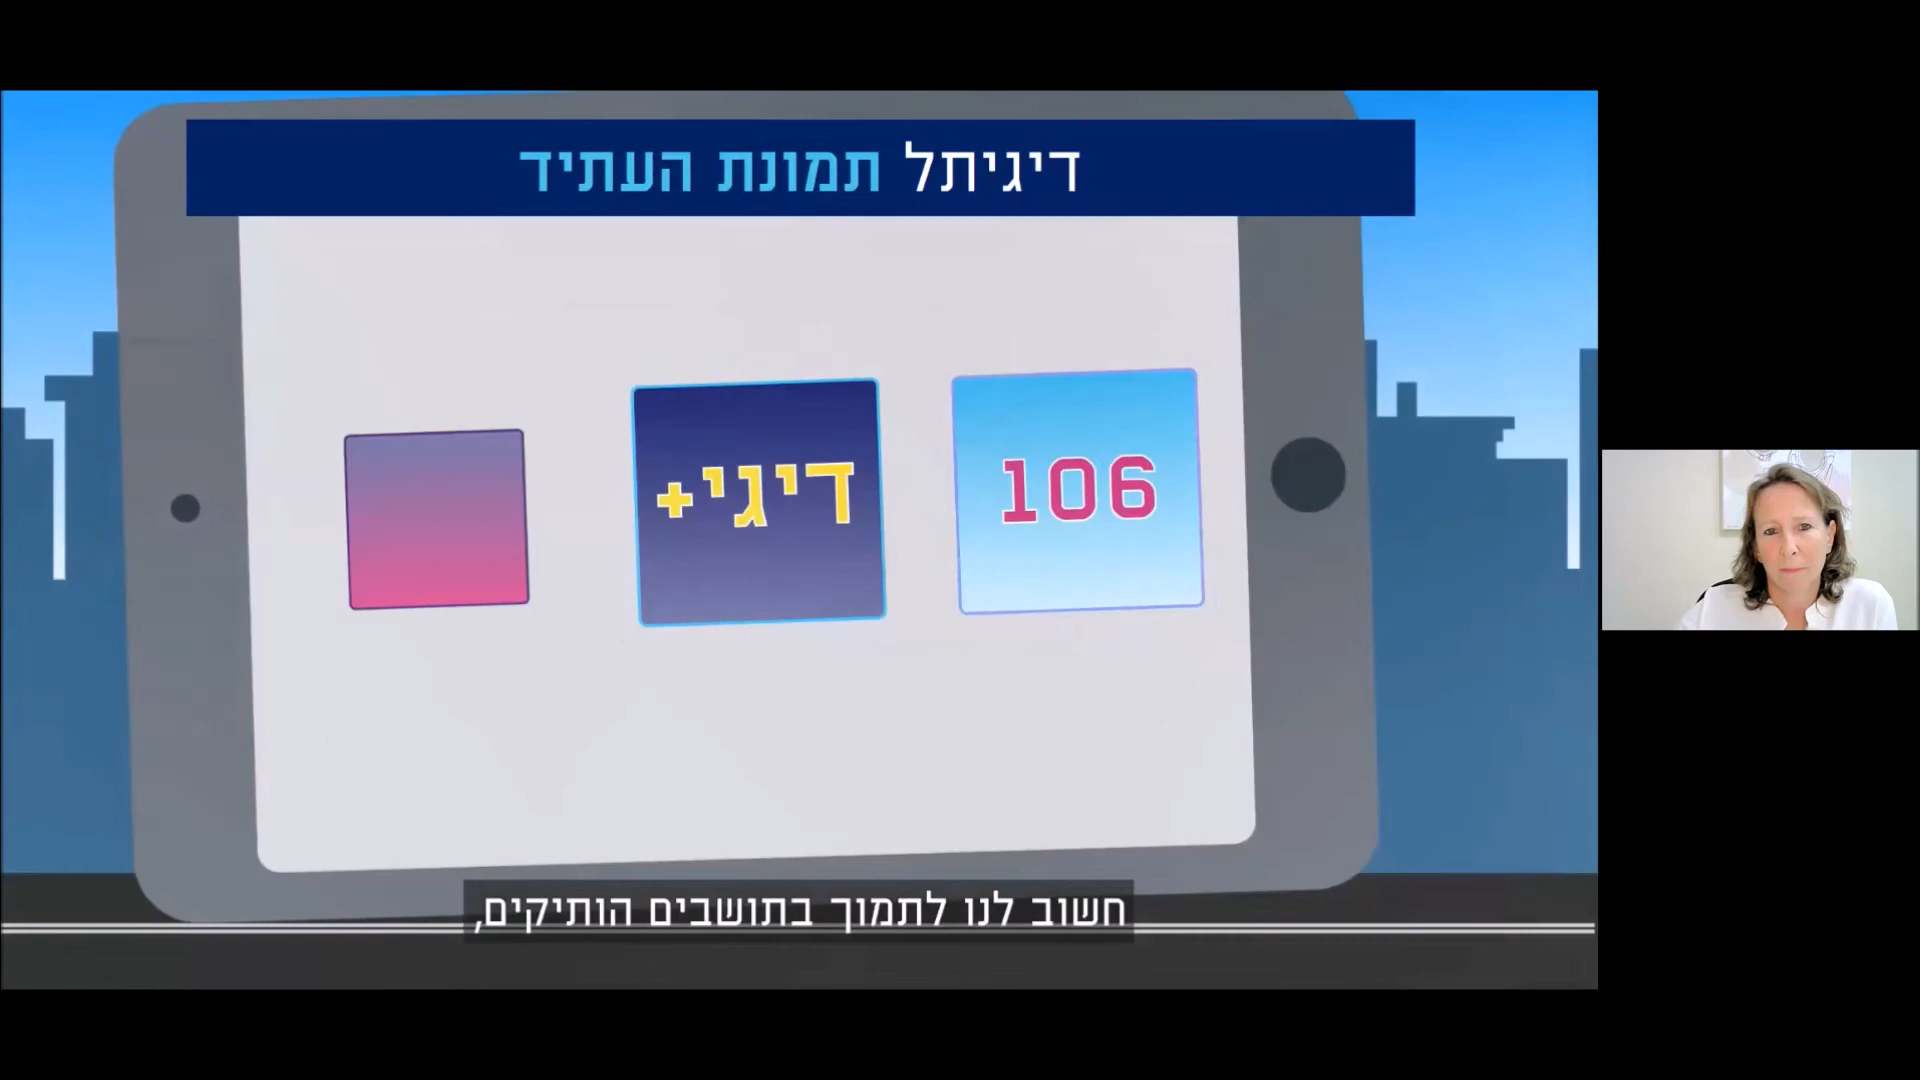 דיגיתל תמונת העתיד
106
דיגי+
חשוב לנו לתמוך בתושבים הותיקים,